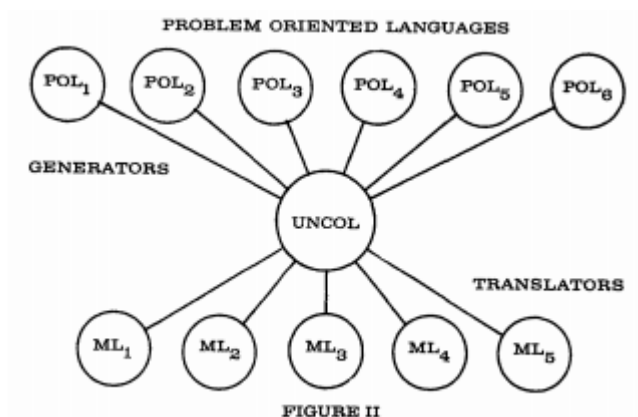 PROBLEM ORIENTED LANGUAGES
POL1 POL2 POL3 POL4 POL5 POL6
GENERATORS
UNCOL
TRANSLATORS
ML1 ML2 ML3 ML4 ML5
FIGURE II